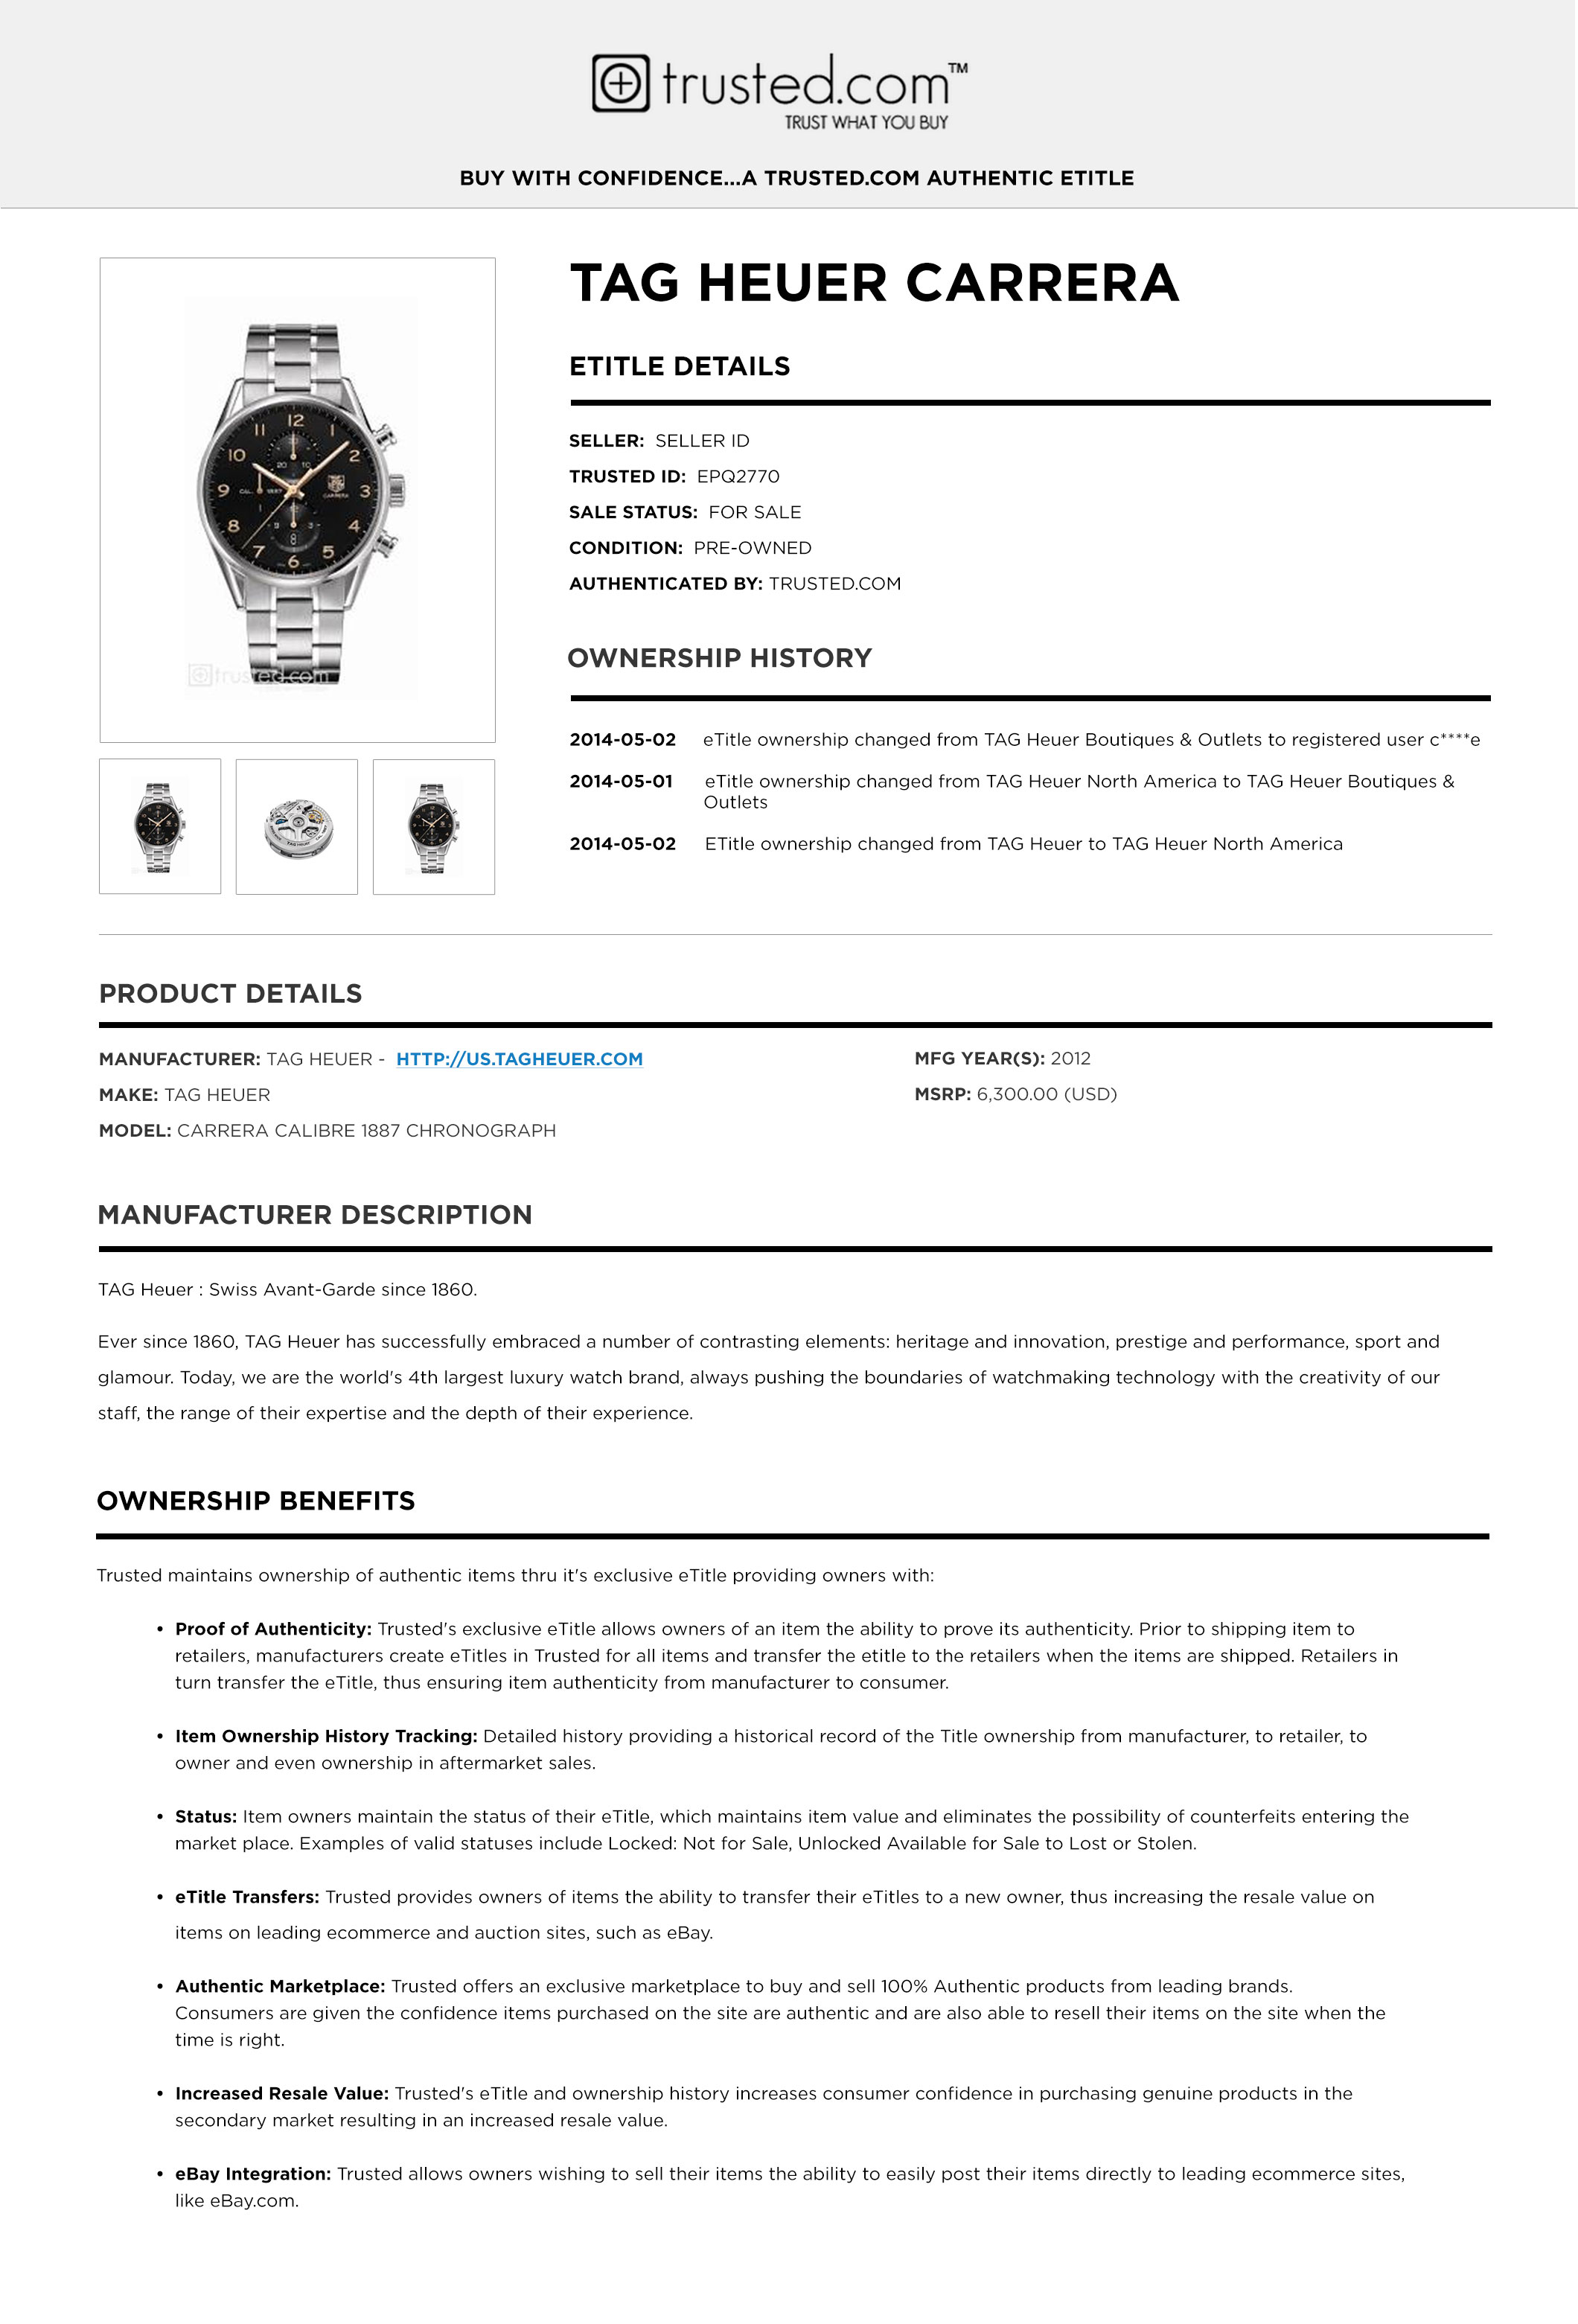 trusted.com™
TRUST WHAT YOU BUY
BUY WITH CONFIDENCE...A TRUSTED.COM AUTHENTIC ETITLE
TAG HEUER CARRERA
ETITLE DETAILS
SELLER: SELLER ID
TRUSTED ID: EPQ2770
SALE STATUS: FOR SALE
CONDITION: PRE-OWNED
AUTHENTICATED BY: TRUSTED.COM
12
11 1
10 2
9 3
8 4
7 5
6
CARRERA
trusted.com
OWNERSHIP HISTORY
2014-05-02 eTitle ownership changed from TAG Heuer Boutiques & Outlets to registered user c****e
2014-05-01 eTitle ownership changed from TAG Heuer North America to TAG Heuer Boutiques &
Outlets
2014-05-02 ETitle ownership changed from TAG Heuer to TAG Heuer North America
PRODUCT DETAILS
MANUFACTURER: TAG HEUER - HTTP://US.TAGHEUER.COM
MAKE: TAG HEUER
MODEL: CARRERA CALIBRE 1887 CHRONOGRAPH
MFG YEAR(S): 2012
MSRP: 6,300.00 (USD)
MANUFACTURER DESCRIPTION
TAG Heuer : Swiss Avant-Garde since 1860.
Ever since 1860, TAG Heuer has successfully embraced a number of contrasting elements: heritage and innovation, prestige and performance, sport and
glamour. Today, we are the world's 4th largest luxury watch brand, always pushing the boundaries of watchmaking technology with the creativity of our
staff, the range of their expertise and the depth of their experience.
OWNERSHIP BENEFITS
Trusted maintains ownership of authentic items thru it's exclusive eTitle providing owners with:
• Proof of Authenticity: Trusted's exclusive eTitle allows owners of an item the ability to prove its authenticity. Prior to shipping item to
retailers, manufacturers create eTitles in Trusted for all items and transfer the etitle to the retailers when the items are shipped. Retailers in
turn transfer the eTitle, thus ensuring item authenticity from manufacturer to consumer.
• Item Ownership History Tracking: Detailed history providing a historical record of the Title ownership from manufacturer, to retailer, to
owner and even ownership in aftermarket sales.
• Status: Item owners maintain the status of their eTitle, which maintains item value and eliminates the possibility of counterfeits entering the
market place. Examples of valid statuses include Locked: Not for Sale, Unlocked Available for Sale to Lost or Stolen.
• eTitle Transfers: Trusted provides owners of items the ability to transfer their eTitles to a new owner, thus increasing the resale value on
items on leading ecommerce and auction sites, such as eBay.
• Authentic Marketplace: Trusted offers an exclusive marketplace to buy and sell 100% Authentic products from leading brands.
Consumers are given the confidence items purchased on the site are authentic and are also able to resell their items on the site when the
time is right.
• Increased Resale Value: Trusted's eTitle and ownership history increases consumer confidence in purchasing genuine products in the
secondary market resulting in an increased resale value.
• eBay Integration: Trusted allows owners wishing to sell their items the ability to easily post their items directly to leading ecommerce sites,
like eBay.com.